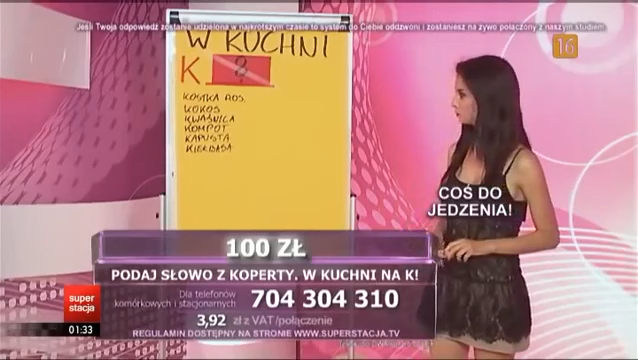 Jeśli Twoja odpowiedź zostanie udzielona w najkrótszym czasie to system do Ciebie oddzwoni i zostaniesz na żywo połączony z naszym studiem.
16
W KUCHNI
K ?
KOSTKA ROS.
KOKOS
KWAŚNICA
KOMPOT
KAPUSTA
KIEŁBASA
COŚ DO
JEDZENIA!
100 ZŁ
PODAJ SŁOWO Z KOPERTY. W KUCHNI NA K!
Dla telefonów
komórkowych i stacjonarnych 704 304 310
3,92 zł z VAT/połączenie
REGULAMIN DOSTĘPNY NA STRONIE WWW.SUPERSTACJA.TV
super
stacja
01:33